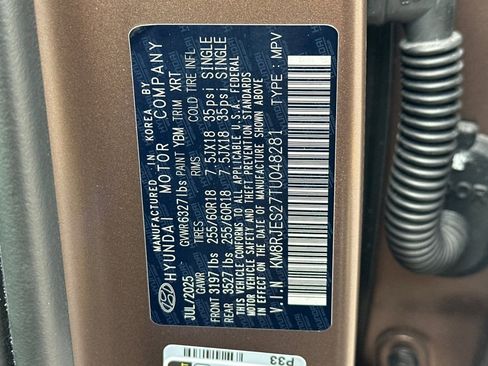 MANUFACTURED IN KOREA BY
HYUNDAI MOTOR COMPANY
JUL/2025 GVWR6327lbs PAINT YBM TRIM XRT
GAWR TIRES RIMS COLD TIRE INFL.
FRONT 3197lbs 255/60R18 7.5JX18 35psi SINGLE
REAR 3527lbs 255/60R18 7.5JX18 35psi SINGLE
THIS VEHICLE CONFORMS TO ALL APPLICABLE U.S.A. FEDERAL
MOTOR VEHICLE SAFETY, BUMPER, AND THEFT PREVENTION STANDARDS
IN EFFECT ON THE DATE OF MANUFACTURE SHOWN ABOVE
V.I.N : KM8RJES27TU048281 TYPE : MPV
P33